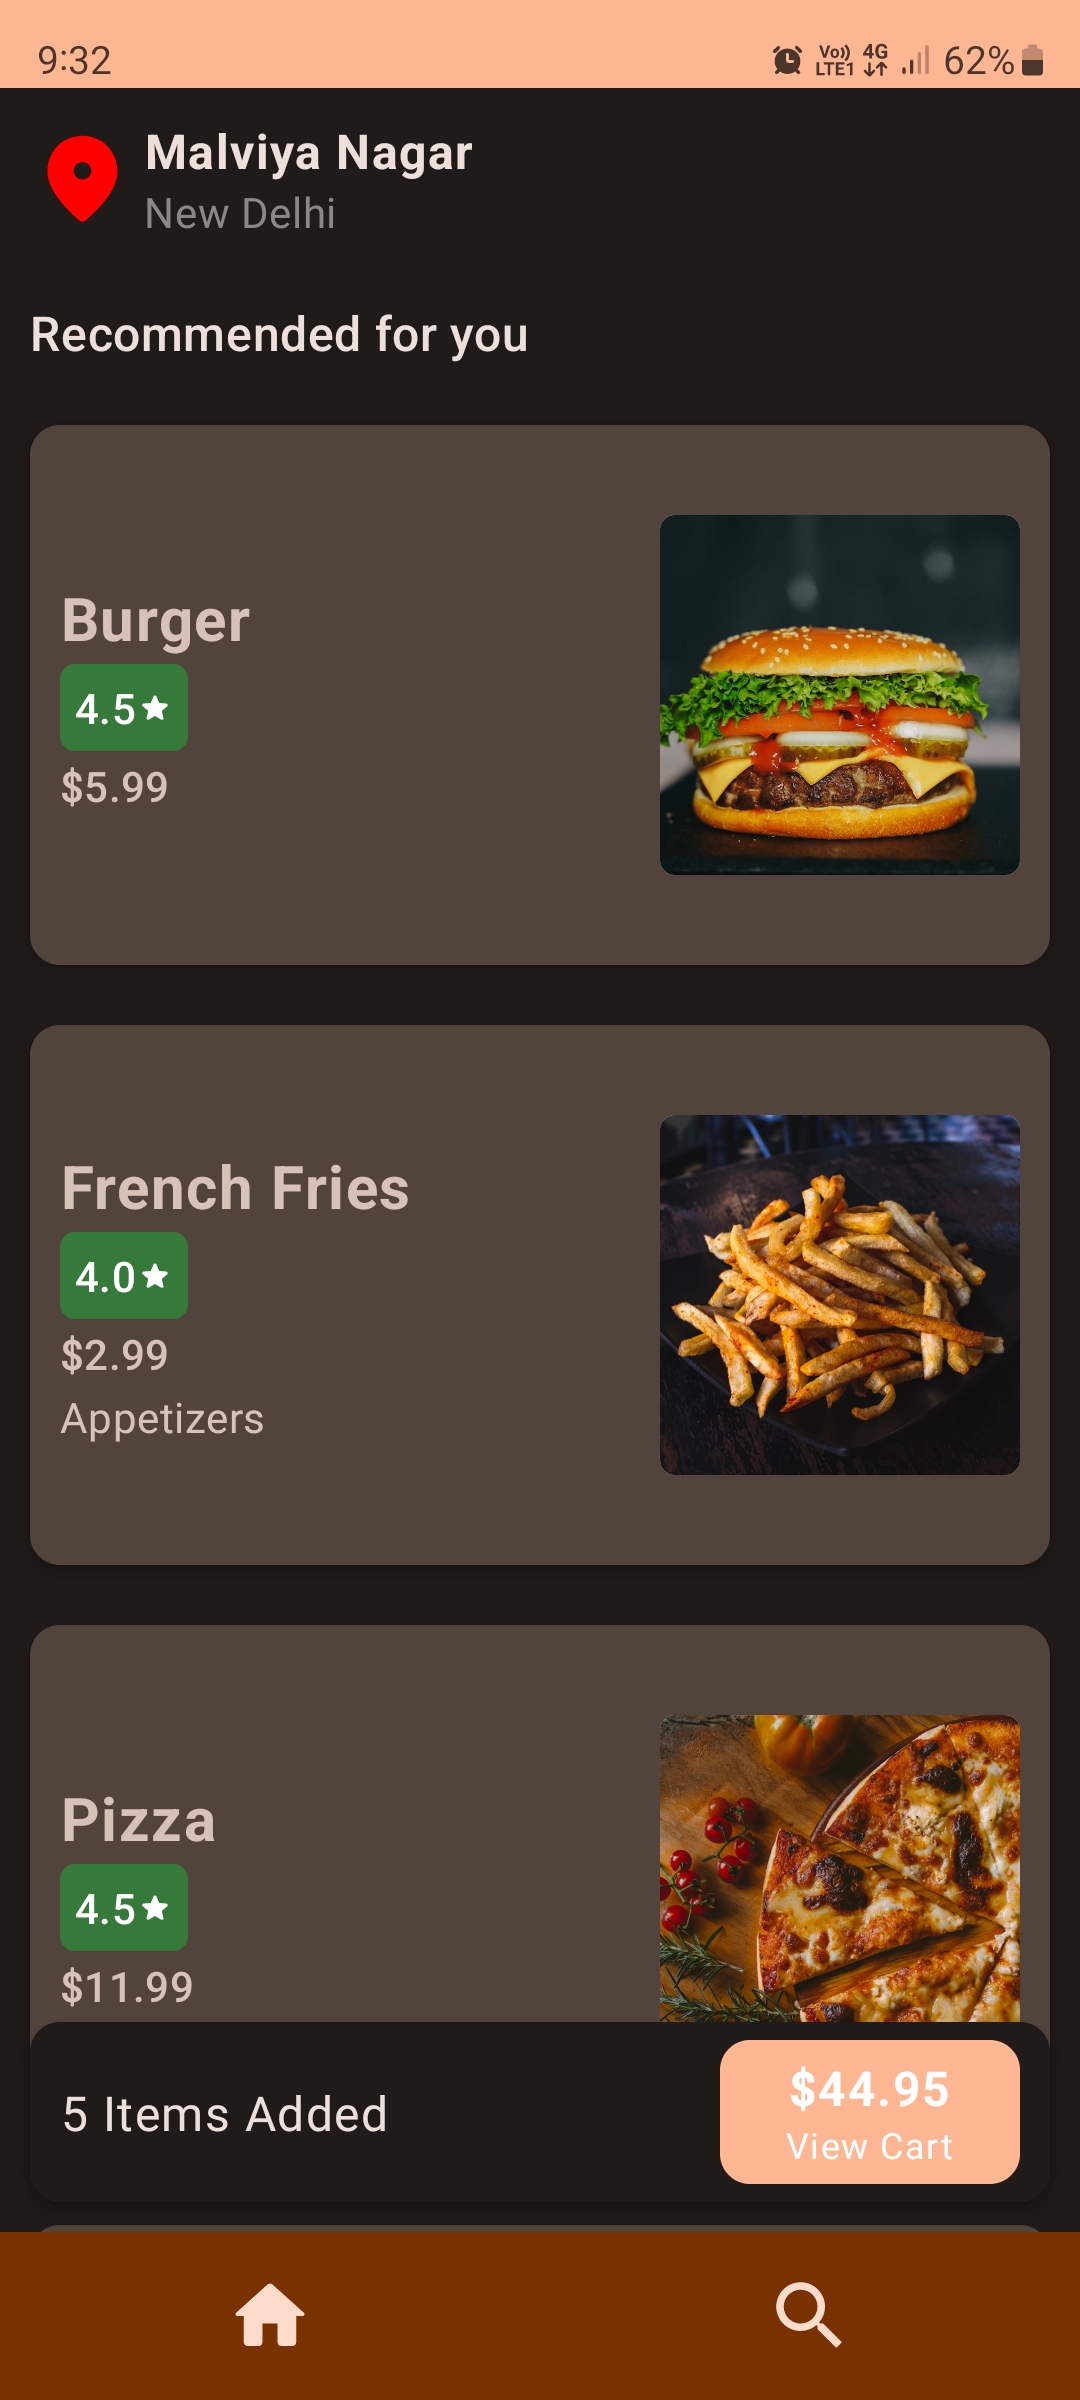 9:32
Vo)) 4G 62%
LTE1
Malviya Nagar
New Delhi
Recommended for you
Burger
4.5
$5.99
French Fries
4.0
$2.99
Appetizers
Pizza
4.5
$11.99
5 Items Added
$44.95
View Cart